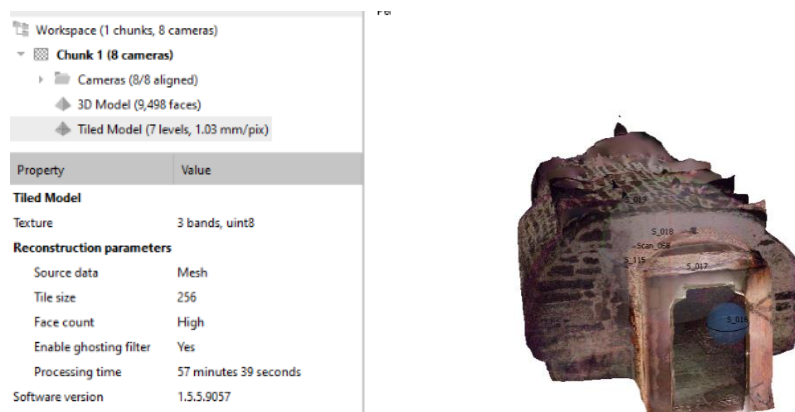 Workspace (1 chunks, 8 cameras)
Chunk 1 (8 cameras)
Cameras (8/8 aligned)
3D Model (9,498 faces)
Tiled Model (7 levels, 1.03 mm/pix)
Property Value
Tiled Model
Texture 3 bands, uint8
Reconstruction parameters
Source data Mesh
Tile size 256
Face count High
Enable ghosting filter Yes
Processing time 57 minutes 39 seconds
Software version 1.5.5.9057
S_019
S_018
S_115
S_017